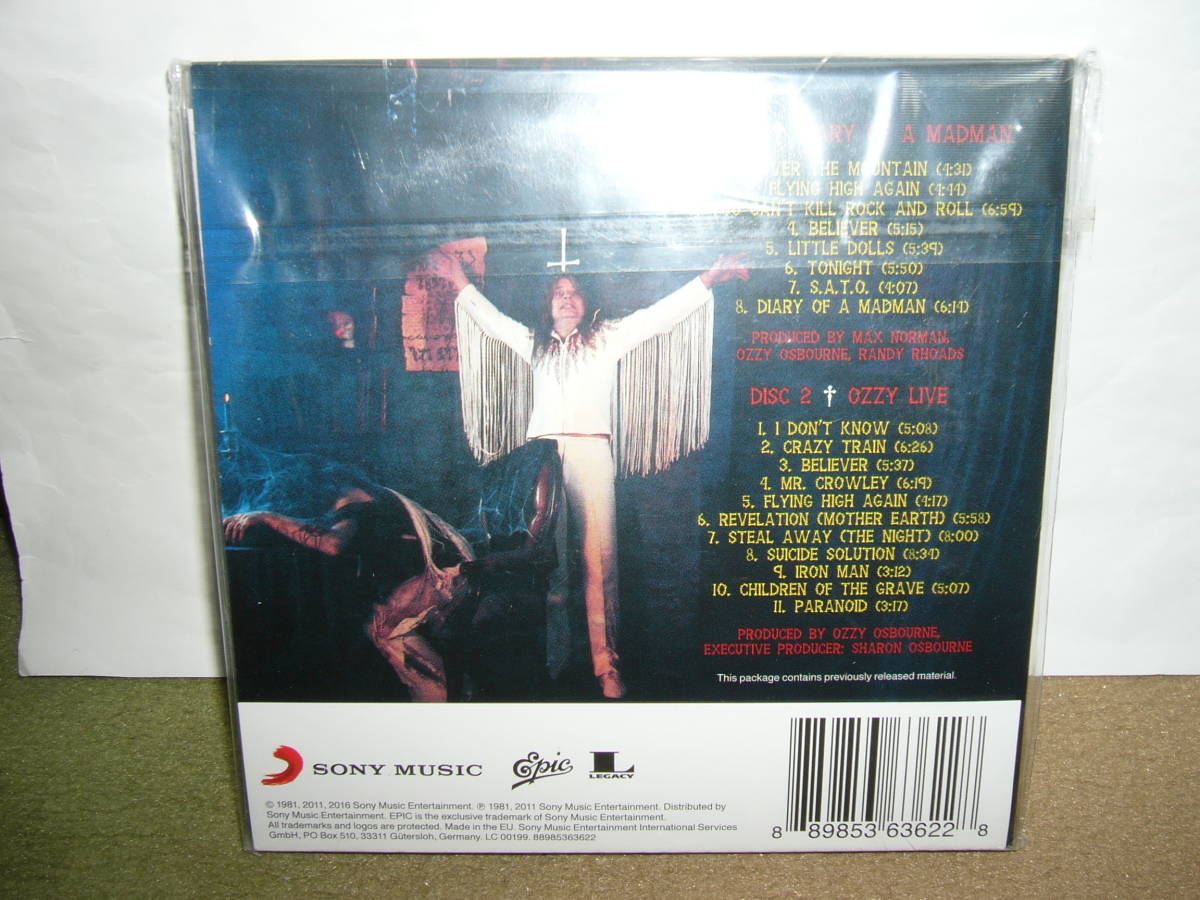 A MADMAN
THE MOUNTAIN (4:31)
FLYING HIGH AGAIN (4:44)
CAN'T KILL ROCK AND ROLL (6:59)
4. BELIEVER (5:15)
5. LITTLE DOLLS (5:39)
6. TONIGHT (5:50)
7. S.A.T.O. (4:07)
8. DIARY OF A MADMAN (6:14)
PRODUCED BY MAX NORMAN,
OZZY OSBOURNE, RANDY RHOADS
DISC 2 † OZZY LIVE
1. I DON'T KNOW (5:08)
2. CRAZY TRAIN (6:26)
3. BELIEVER (5:37)
4. MR. CROWLEY (6:19)
5. FLYING HIGH AGAIN (4:17)
6. REVELATION (MOTHER EARTH) (5:58)
7. STEAL AWAY (THE NIGHT) (8:00)
8. SUICIDE SOLUTION (8:34)
9. IRON MAN (3:12)
10. CHILDREN OF THE GRAVE (5:07)
11. PARANOID (3:17)
PRODUCED BY OZZY OSBOURNE,
EXECUTIVE PRODUCER: SHARON OSBOURNE
This package contains previously released material.
SONY MUSIC
Epic
L
LEGACY
© 1981, 2011, 2016 Sony Music Entertainment. ℗ 1981, 2011 Sony Music Entertainment. Distributed by
Sony Music Entertainment. EPIC is the exclusive trademark of Sony Music Entertainment.
All trademarks and logos are protected. Made in the EU. Sony Music Entertainment International Services
GmbH, PO Box 510, 33311 Gütersloh, Germany. LC 00199. 88985363622
8 89853 63622 8